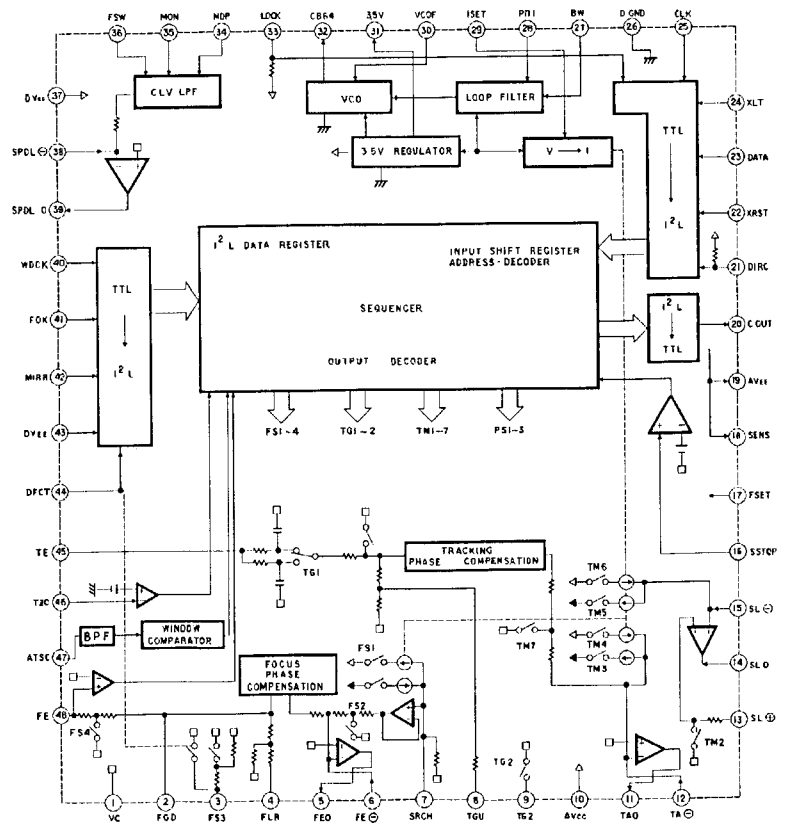 FSW MON NDP LOCK CB64 3.5V VCOF ISET PDI BW D GND CLK
36 35 34 33 32 31 30 29 28 27 26 25
CLV LPF
VCO
LOOP FILTER
3.5V REGULATOR
V → I
TTL
I²L
DVcc 37
SPDL ⊖ 38
SPDL O 39
24 XLT
23 DATA
22 XRST
21 DIRC
I²L DATA REGISTER
INPUT SHIFT REGISTER
ADDRESS-DECODER
SEQUENCER
OUTPUT DECODER
WDCK 40
FOK 41
MIRR 42
DVEE 43
DFCT 44
TTL
I²L
I²L
TTL
20 C.OUT
19 AVEE
18 SENS
17 FSET
16 SSTOP
FS1~4 TG1~2 TM1~7 PS1-3
TE 45
TZC 46
ATSC 47
FE 48
TG1
TRACKING
PHASE COMPENSATION
BPF
WINDOW
COMPARATOR
FOCUS
PHASE
COMPENSATION
FS1
FS2
FS4
TM7
TM6
TM5
TM4
TM3
15 SL ⊖
14 SL O
13 SL ⊕
TM2
TG2
1 2 3 4 5 6 7 8 9 10 11 12
VC FGD FS3 FLB FEO FE ⊖ SRCH TGU TG2 AVcc TAO TA ⊖